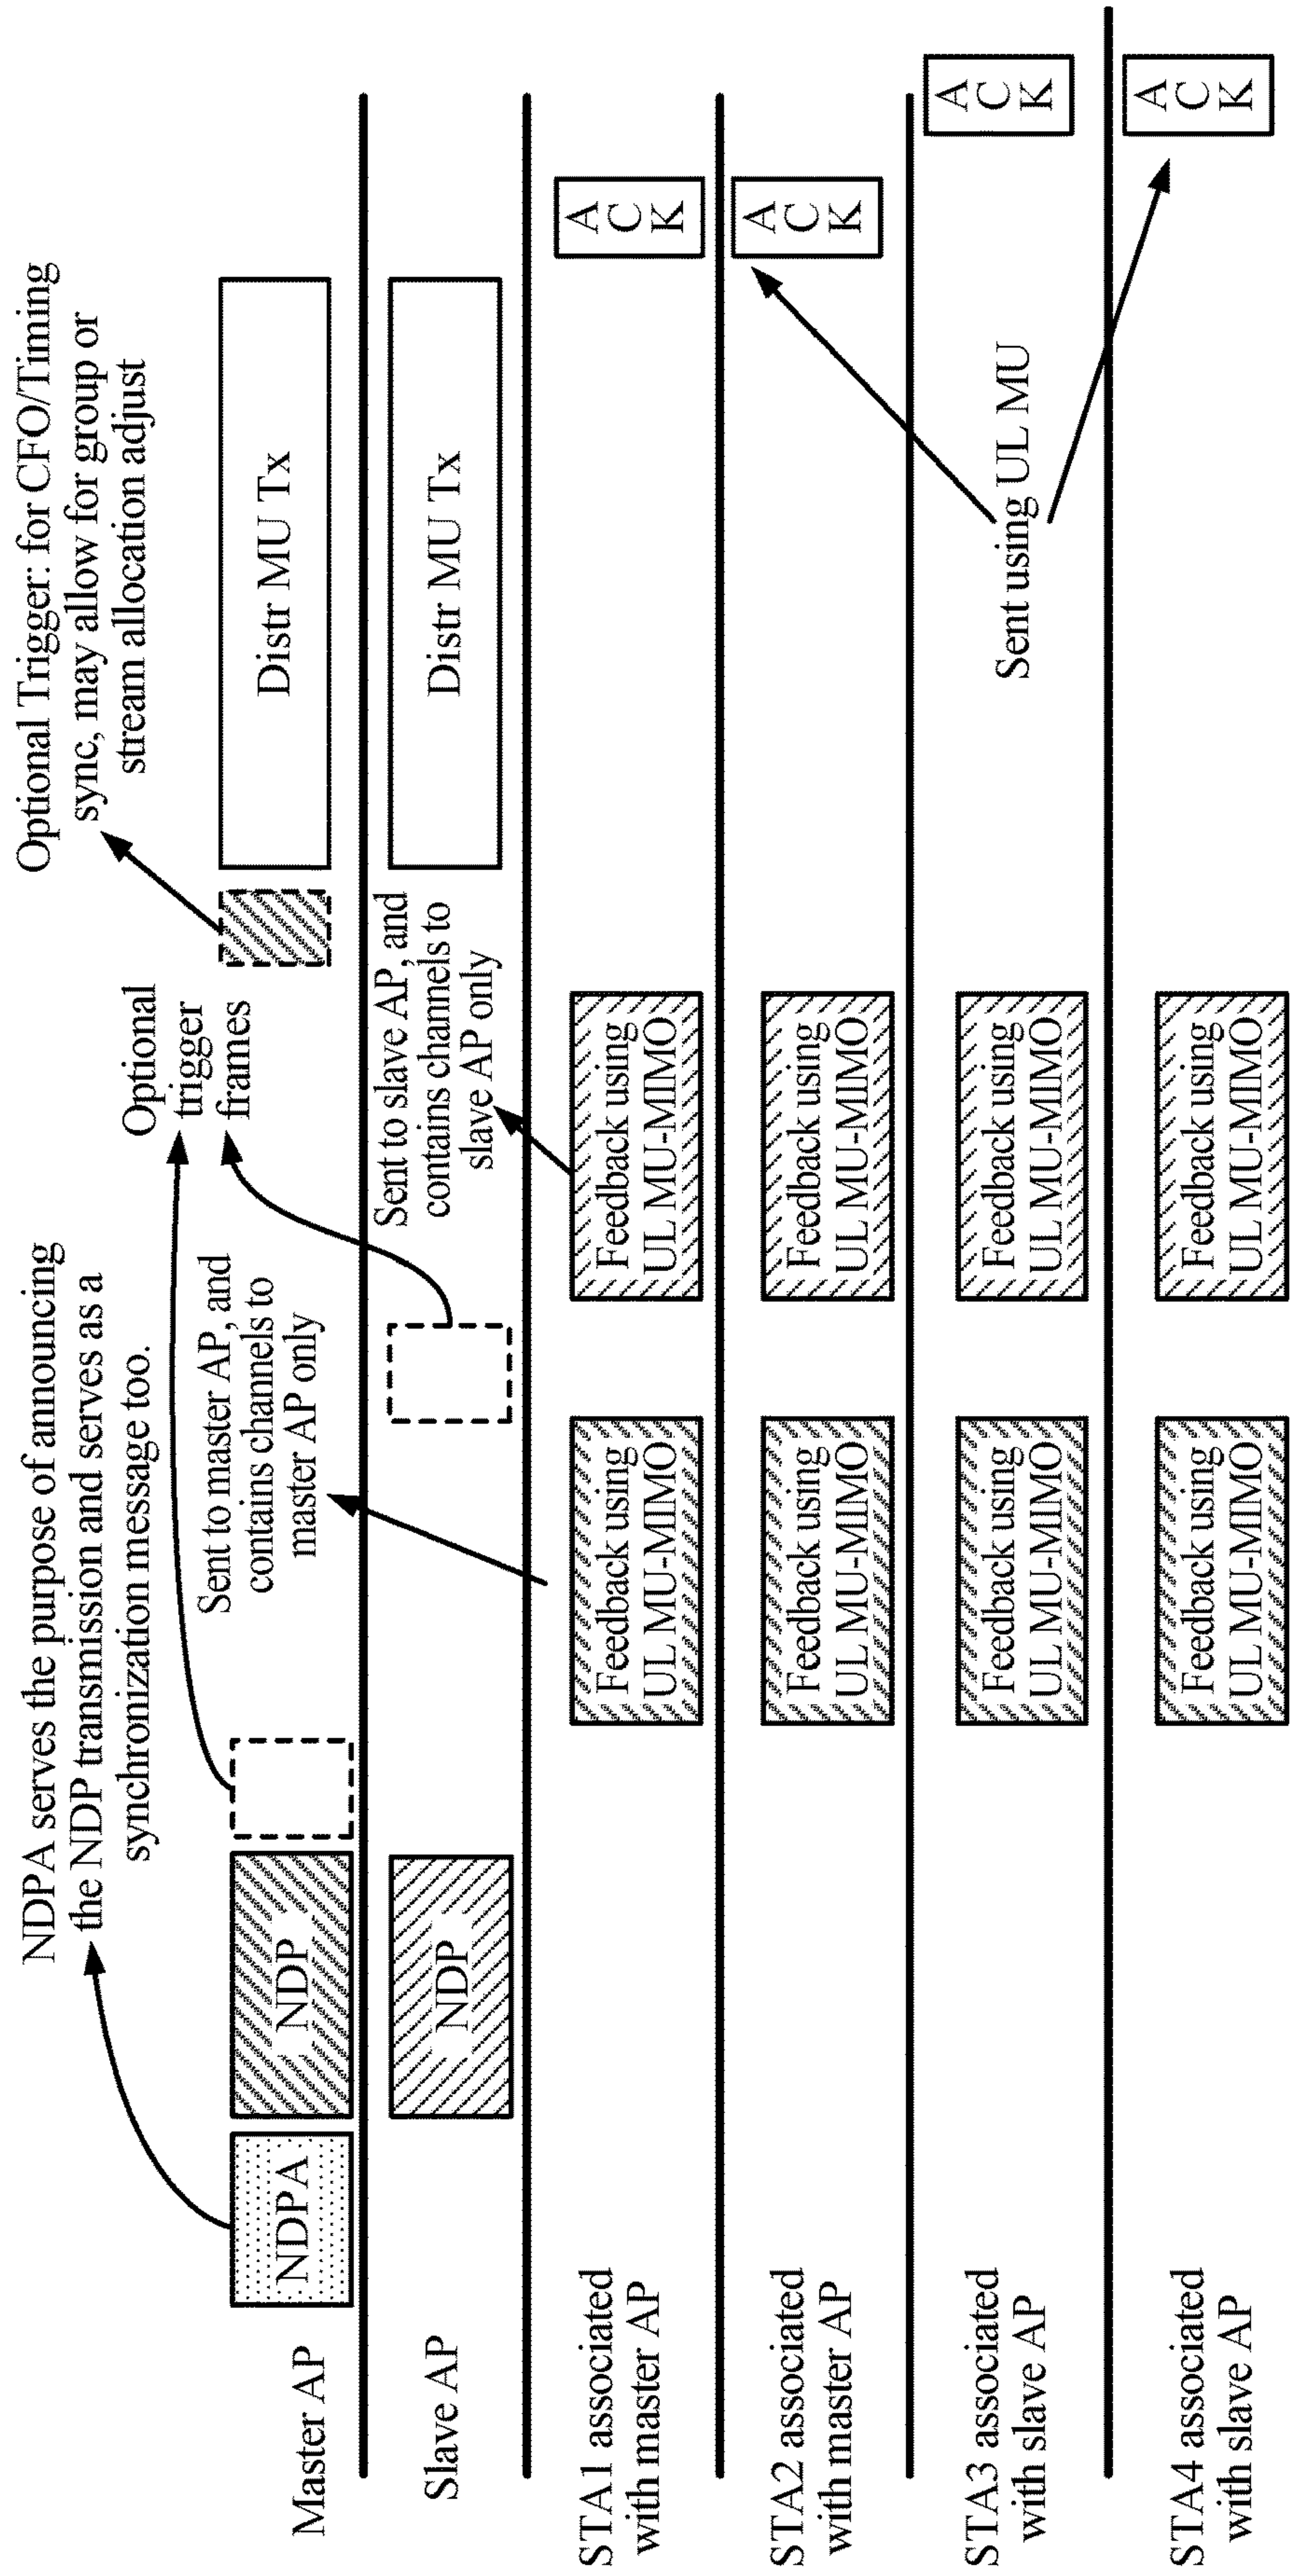 NDPA serves the purpose of announcing
the NDP transmission and serves as a
synchronization message too.
Optional
trigger
frames
Optional Trigger: for CFO/Timing
sync, may allow for group or
stream allocation adjust
Master AP
NDPA
NDP
Sent to master AP, and
contains channels to
master AP only
Distr MU Tx
Slave AP
NDP
Sent to slave AP, and
contains channels to
slave AP only
Distr MU Tx
STA1 associated
with master AP
Feedback using
UL MU-MIMO
Feedback using
UL MU-MIMO
A
C
K
STA2 associated
with master AP
Feedback using
UL MU-MIMO
Feedback using
UL MU-MIMO
A
C
K
STA3 associated
with slave AP
Feedback using
UL MU-MIMO
Feedback using
UL MU-MIMO
Sent using UL MU
A
C
K
STA4 associated
with slave AP
Feedback using
UL MU-MIMO
Feedback using
UL MU-MIMO
A
C
K